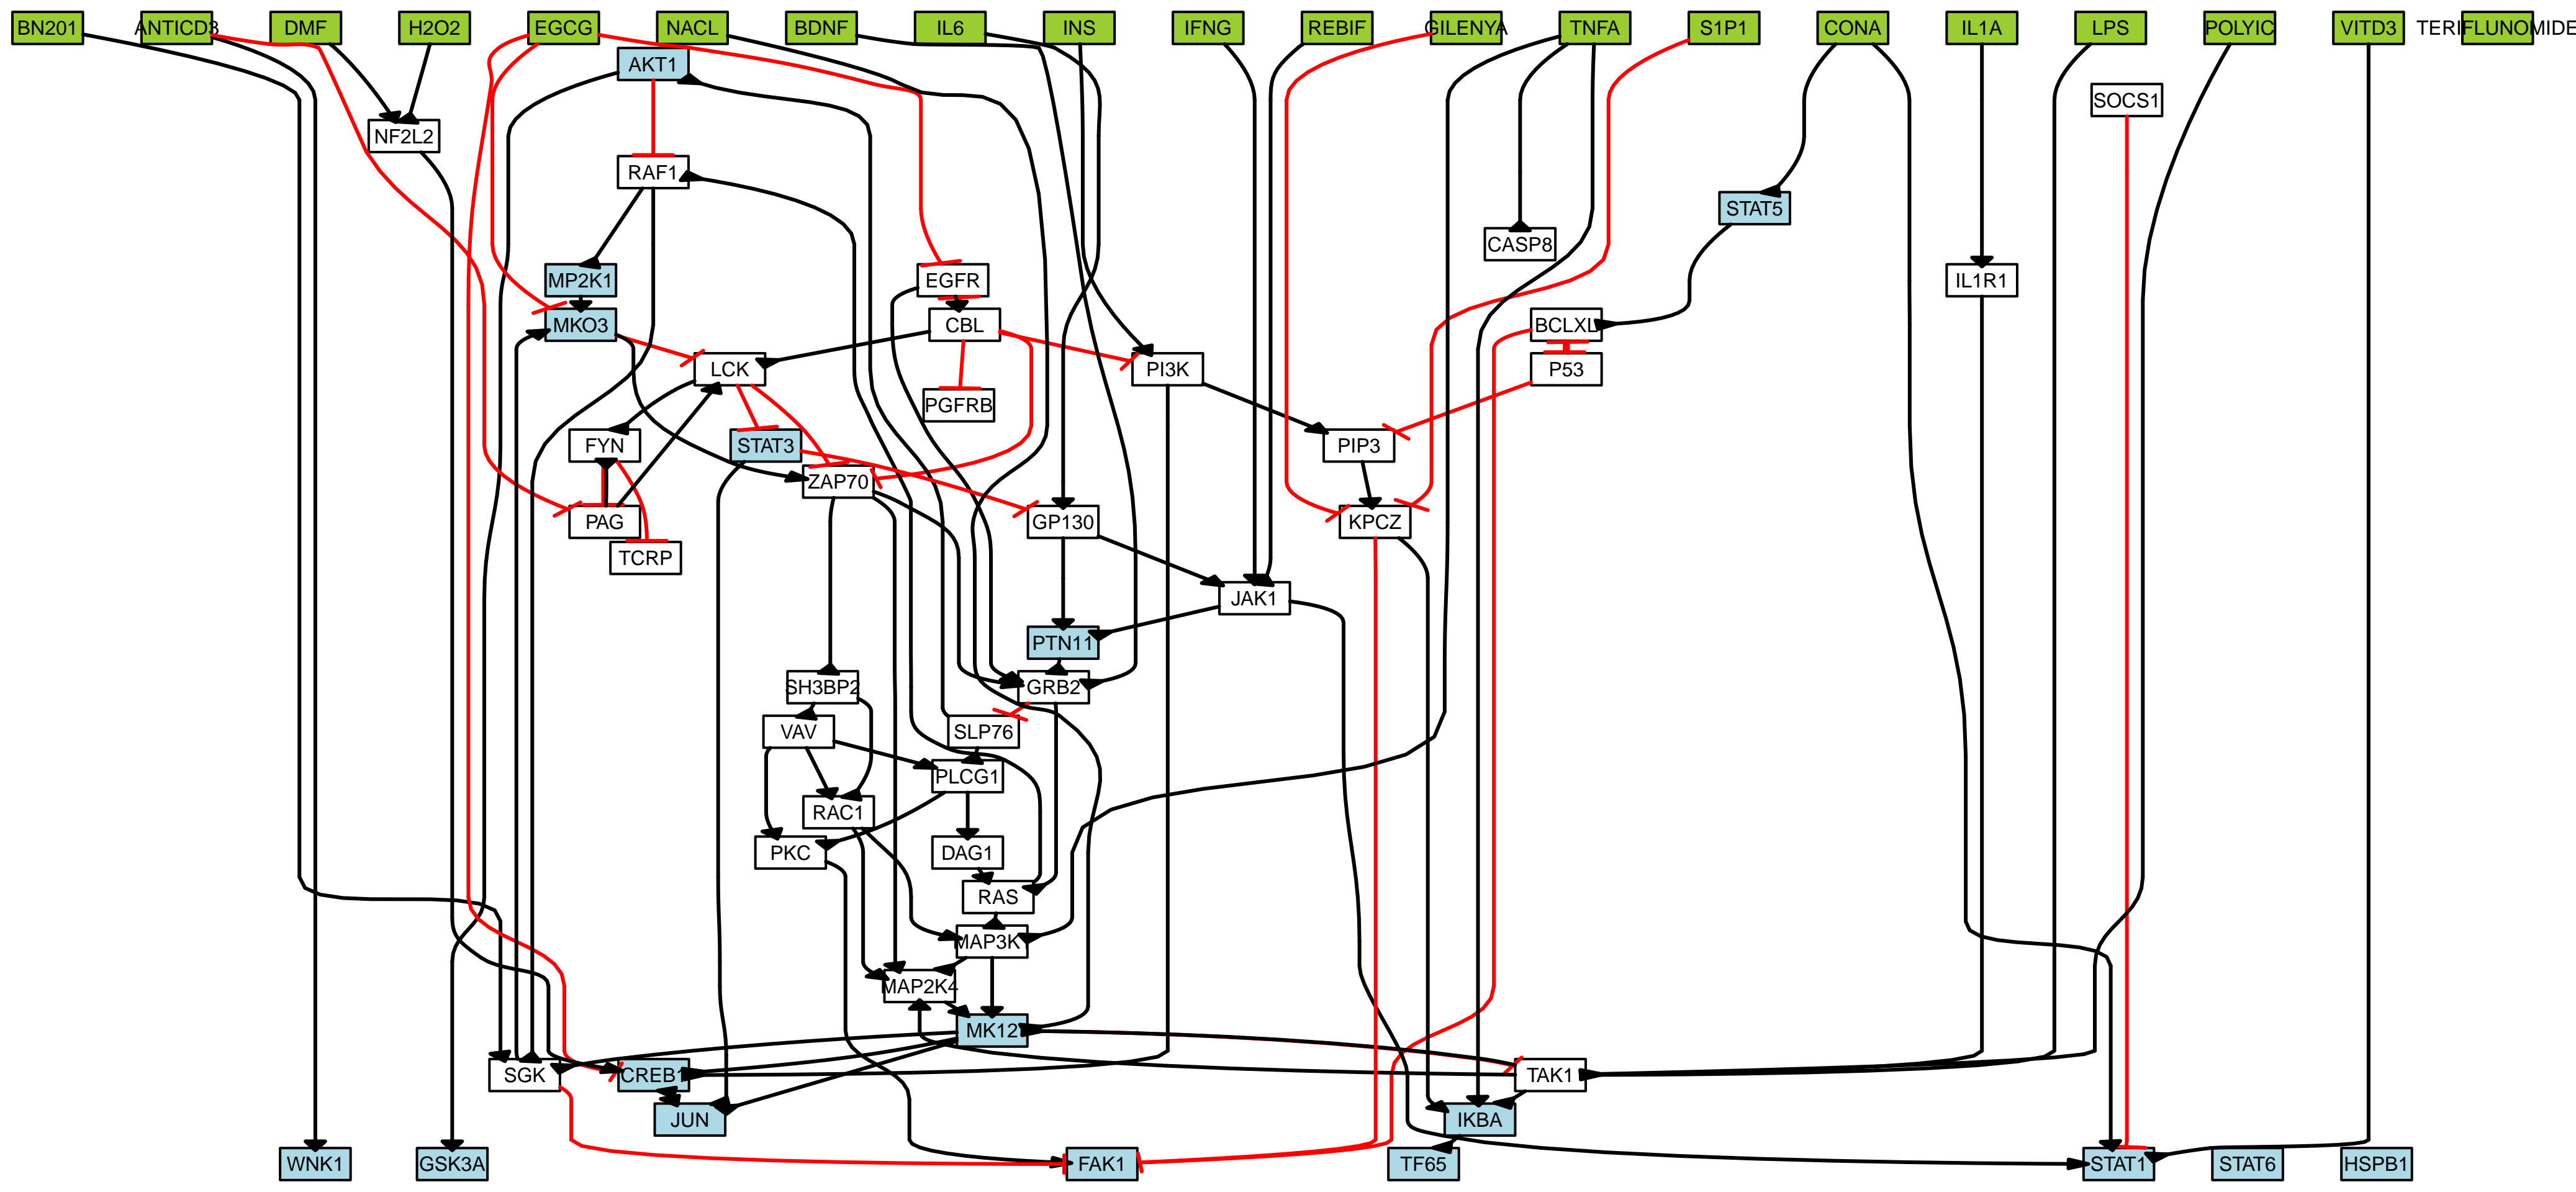 BN201 ANTICD3 DMF H2O2 EGCG NACL BDNF IL6 INS IFNG REBIF GILENYA TNFA S1P1 CONA IL1A LPS POLYIC VITD3 TERIFLUNOMIDE
AKT1
SOCS1
NF2L2
RAF1
STAT5
CASP8
MP2K1 EGFR IL1R1
MKO3 CBL BCLXL
LCK PI3K P53
PGFRB
FYN STAT3 PIP3
ZAP70
PAG GP130 KPCZ
TCRP
JAK1
PTN11
SH3BP2 GRB2
VAV SLP76
PLCG1
RAC1
PKC DAG1
RAS
MAP3K
MAP2K4
MK12
SGK CREB1 TAK1
JUN IKBA
WNK1 GSK3A FAK1 TF65 STAT1 STAT6 HSPB1